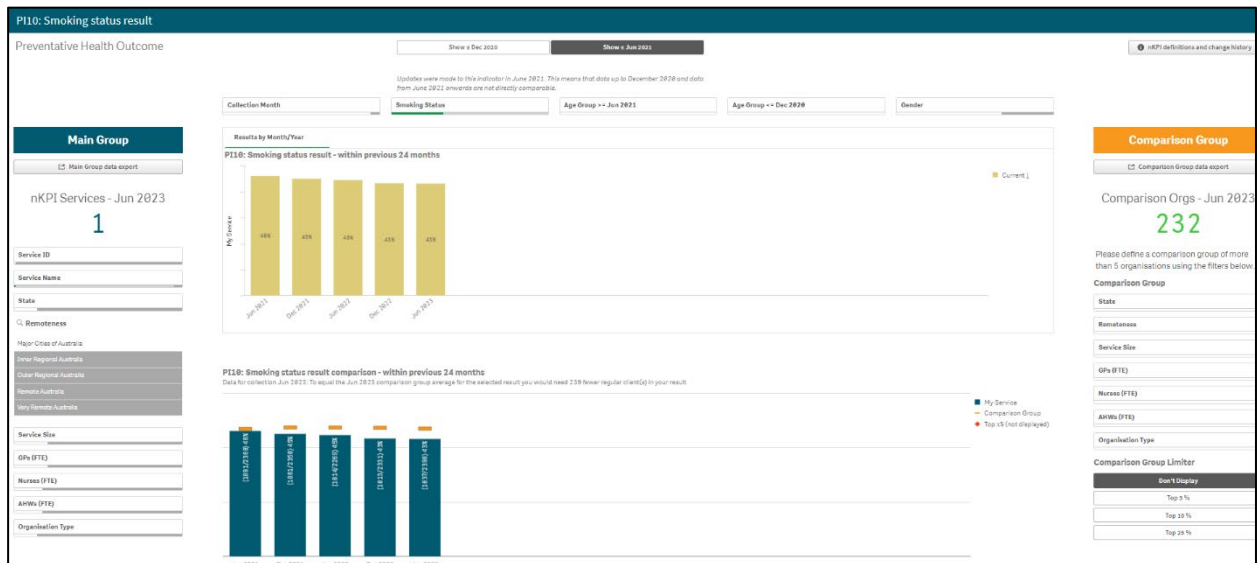 PI10: Smoking status result
Preventative Health Outcome
Show ≤ Dec 2020
Show ≥ Jun 2021
nKPI definitions and change history
Updates were made to this indicator in June 2021. This means that data up to December 2020 and data
from June 2021 onwards are not directly comparable.
Collection Month
Smoking Status
Age Group >= Jun 2021
Age Group <= Dec 2020
Gender
Main Group
Main Group data export
nKPI Services - Jun 2023
1
Service ID
Service Name
State
Remoteness
Major Cities of Australia
Inner Regional Australia
Outer Regional Australia
Remote Australia
Very Remote Australia
Service Size
GPs (FTE)
Nurses (FTE)
AHWs (FTE)
Organisation Type
Results by Month/Year
PI10: Smoking status result - within previous 24 months
Current
My Service
46%
43%
43%
Jun 2021
Dec 2021
Jun 2022
Dec 2022
Jun 2023
PI10: Smoking status result comparison - within previous 24 months
My Service
Comparison Group
Top x% (not displayed)
Comparison Group
Comparison Group data export
Comparison Orgs - Jun 2023
232
Please define a comparison group of more
than 5 organisations using the filters below.
Comparison Group
State
Remoteness
Service Size
GPs (FTE)
Nurses (FTE)
AHWs (FTE)
Organisation Type
Comparison Group Limiter
Don't Display
Top 5 %
Top 10 %
Top 25 %